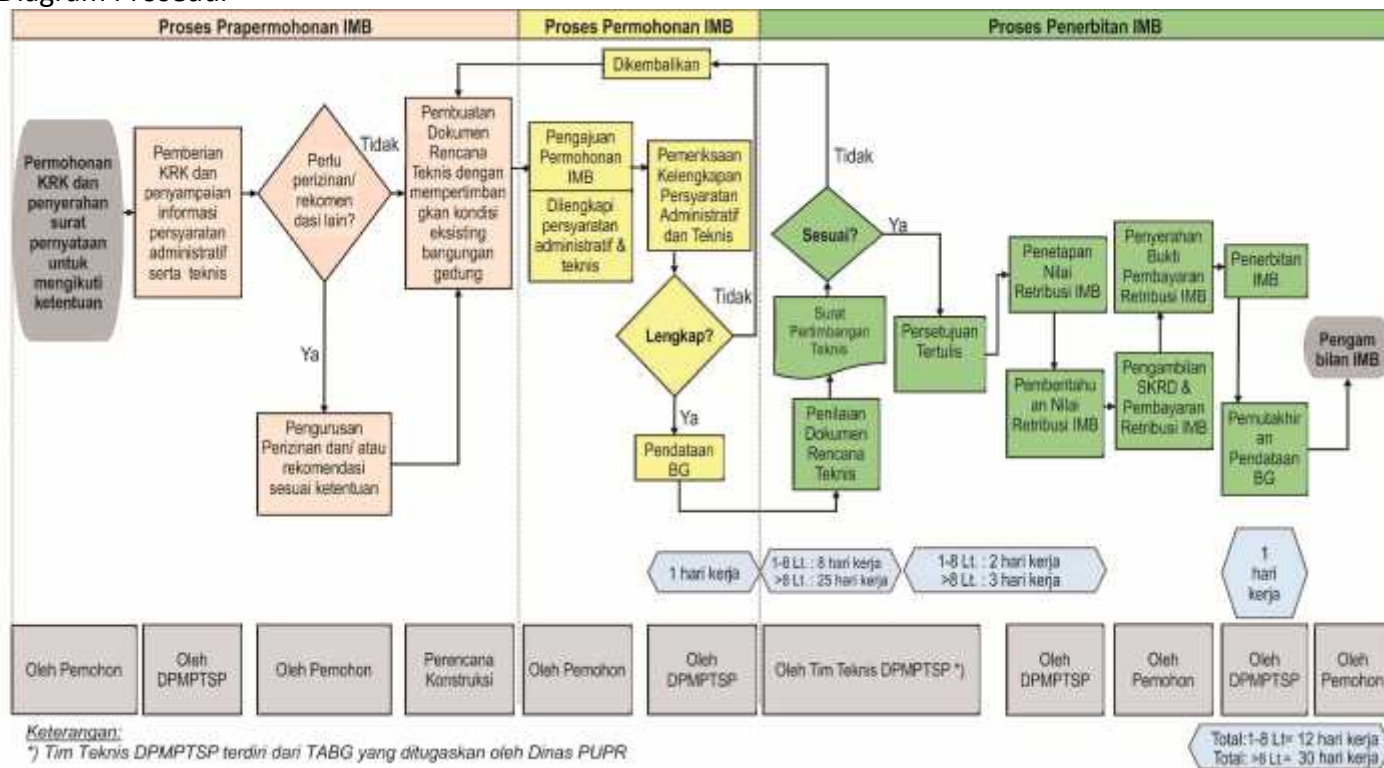 Diagram Prosedur
Proses Prapermohonan IMB
Proses Permohonan IMB
Proses Penerbitan IMB
Permohonan
KRK dan
penyerahan
surat
pernyataan
untuk
mengikuti
ketentuan
Pemberian
KRK dan
penyampaian
informasi
persyaratan
administratif
serta teknis
Perlu
perizinan/
rekomen
dasi lain?
Tidak
Ya
Pengurusan
Perizinan dan/ atau
rekomendasi
sesuai ketentuan
Pembuatan
Dokumen
Rencana
Teknis dengan
mempertimban
gkan kondisi
eksisting
bangunan
gedung
Dikembalikan
Pengajuan
Permohonan
IMB
Dilengkapi
persyaratan
administratif &
teknis
Pemeriksaan
Kelengkapan
Persyaratan
Administratif
dan Teknis
Lengkap?
Tidak
Ya
Pendataan
BG
Tidak
Sesuai?
Ya
Surat
Pertimbangan
Teknis
Penilaian
Dokumen
Rencana
Teknis
Persetujuan
Tertulis
Penetapan
Nilai
Retribusi IMB
Pemberitahu
an Nilai
Retribusi IMB
Penyerahan
Bukti
Pembayaran
Retribusi IMB
Pengambilan
SKRD &
Pembayaran
Retribusi IMB
Penerbitan
IMB
Pemutakhir
an
Pendataan
BG
Pengam
bilan IMB
1 hari kerja
1-8 Lt. : 8 hari kerja
>8 Lt. : 25 hari kerja
1-8 Lt. : 2 hari kerja
>8 Lt. : 3 hari kerja
1
hari
kerja
Oleh Pemohon
Oleh
DPMPTSP
Oleh Pemohon
Perencana
Konstruksi
Oleh Pemohon
Oleh
DPMPTSP
Oleh Tim Teknis DPMPTSP *)
Oleh
DPMPTSP
Oleh
Pemohon
Oleh
DPMPTSP
Oleh
Pemohon
Keterangan:
*) Tim Teknis DPMPTSP terdiri dari TABG yang ditugaskan oleh Dinas PUPR
Total:1-8 Lt= 12 hari kerja
Total: >8 Lt.= 30 hari kerja